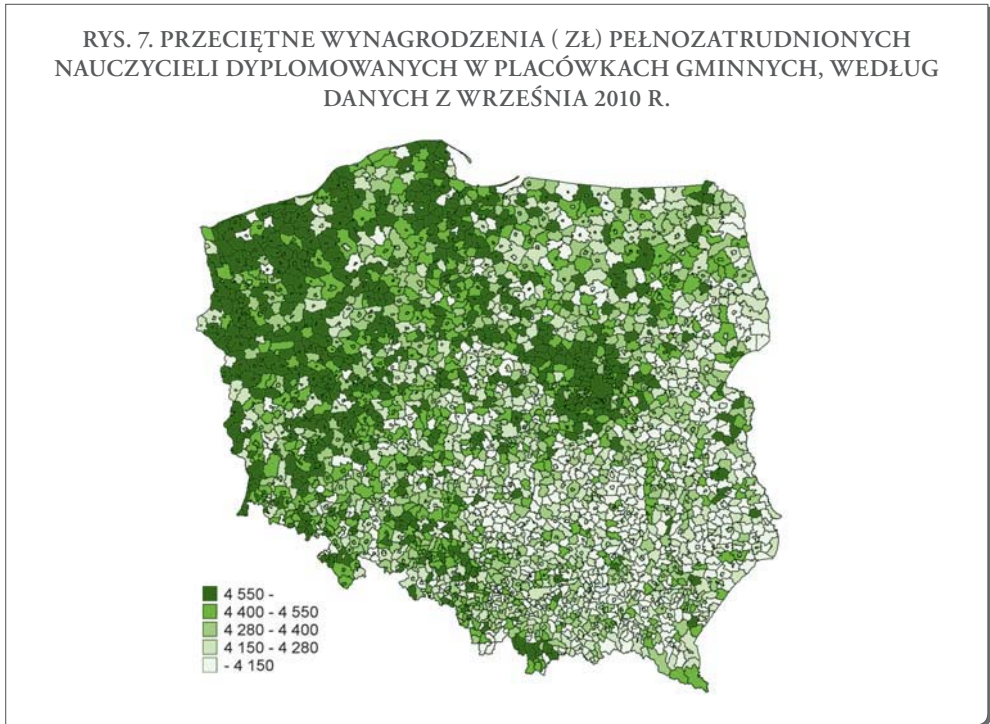 RYS. 7. PRZECIĘTNE WYNAGRODZENIA ( ZŁ) PEŁNOZATRUDNIONYCH
NAUCZYCIELI DYPLOMOWANYCH W PLACÓWKACH GMINNYCH, WEDŁUG
DANYCH Z WRZEŚNIA 2010 R.
4 550 -
4 400 - 4 550
4 280 - 4 400
4 150 - 4 280
- 4 150